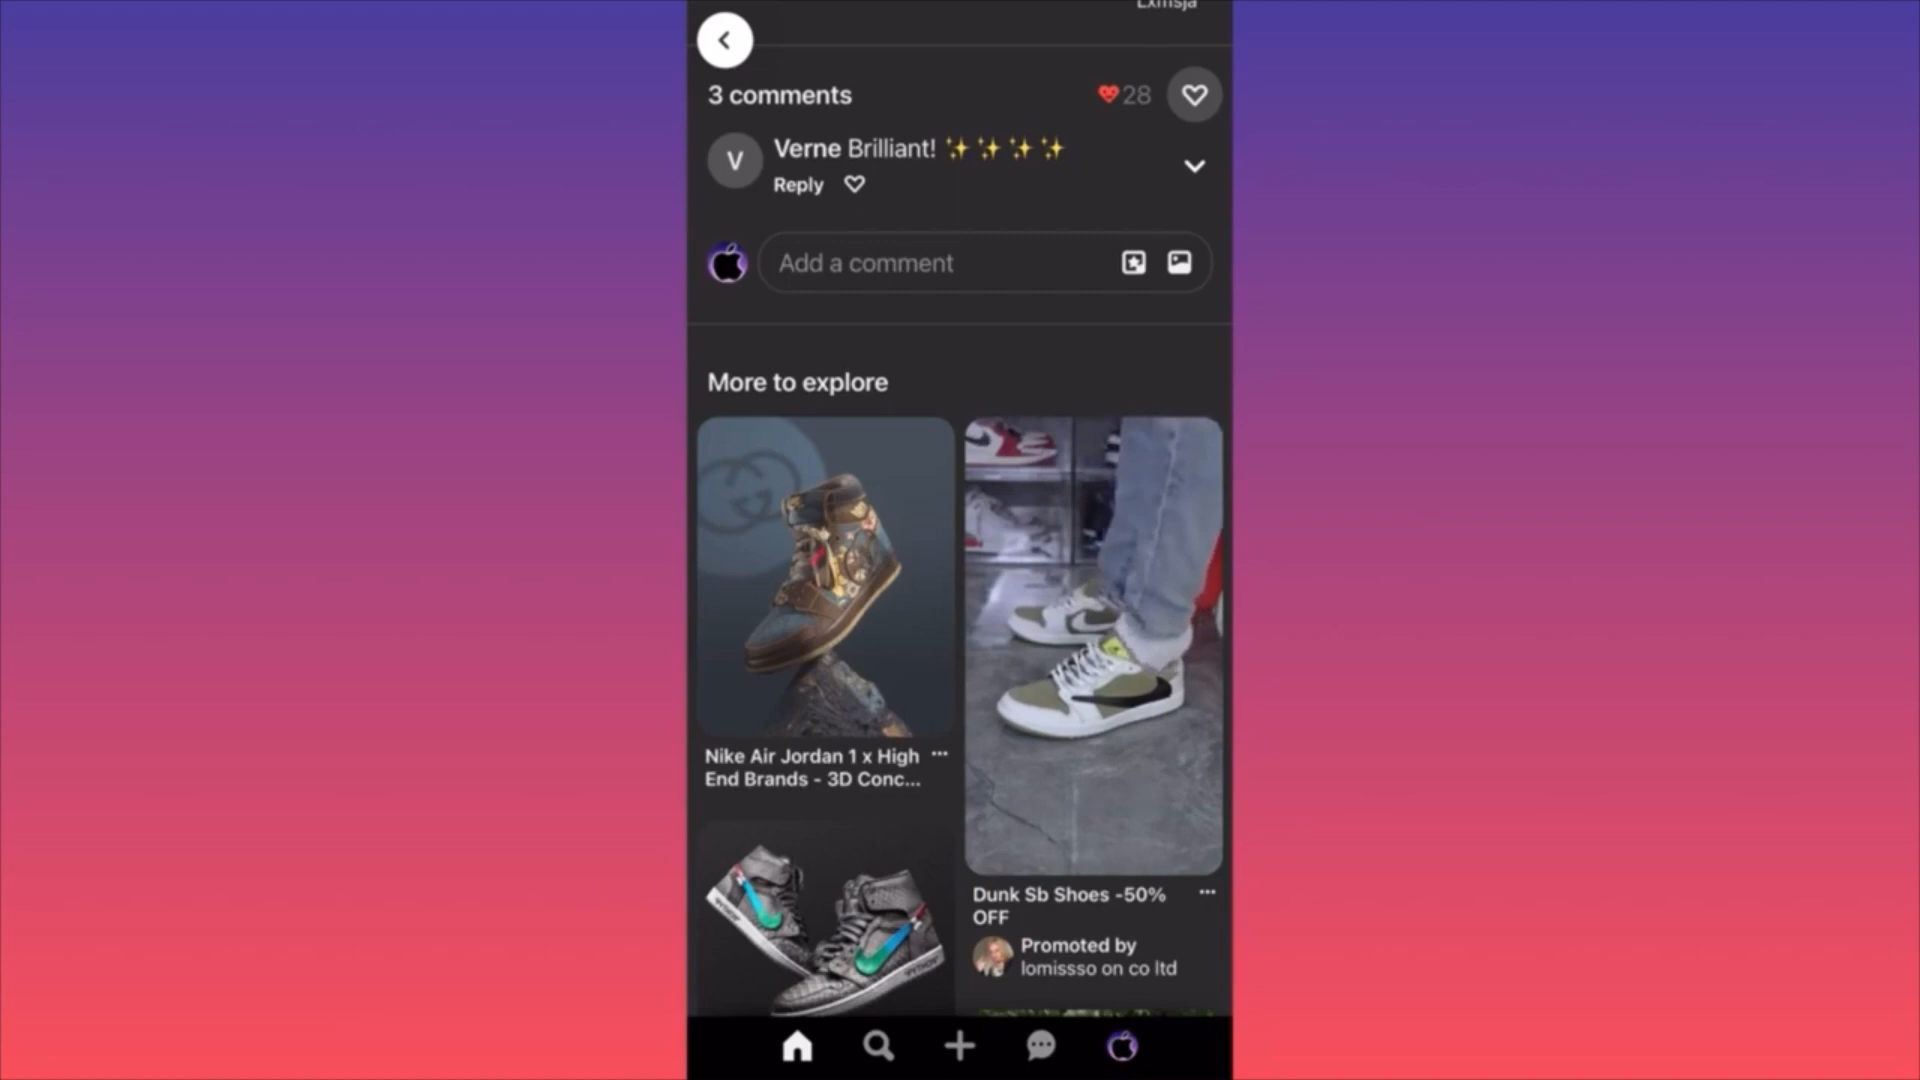 Lxmsja
3 comments
28
V
Verne Brilliant! ✨ ✨ ✨ ✨
Reply
Add a comment
More to explore
Nike Air Jordan 1 x High
End Brands - 3D Conc...
Dunk Sb Shoes -50%
OFF
Promoted by
lomissso on co ltd